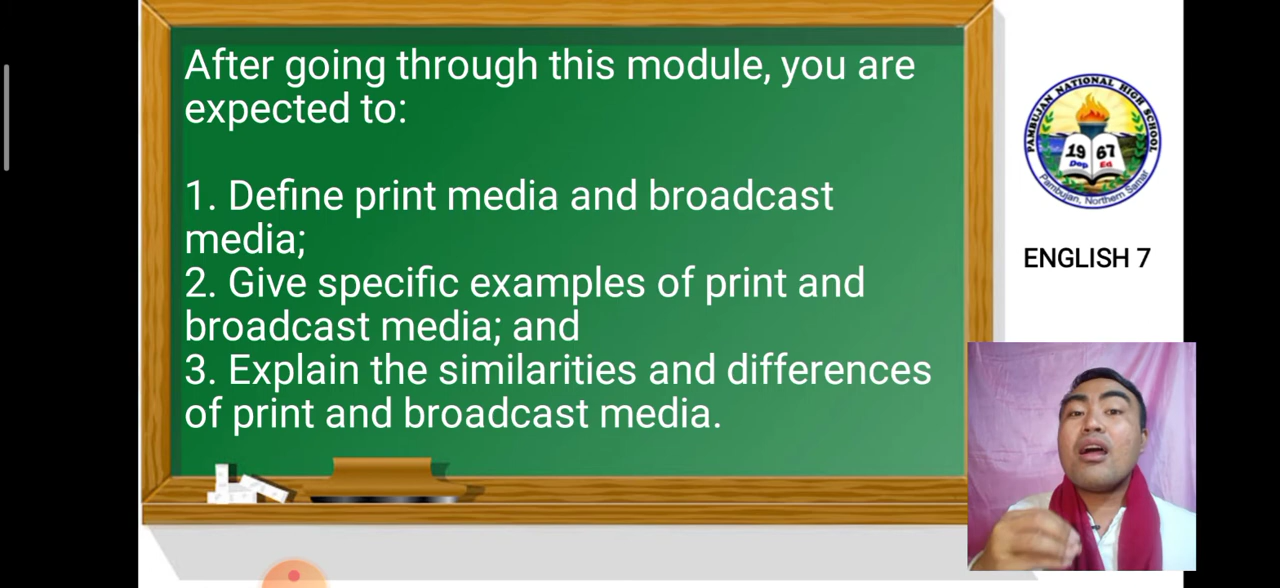 After going through this module, you are
expected to:
1. Define print media and broadcast
media;
2. Give specific examples of print and
broadcast media; and
3. Explain the similarities and differences
of print and broadcast media.
PAMBUJAN NATIONAL HIGH SCHOOL
19 67
Dep Ed
Pambujan, Northern Samar
ENGLISH 7